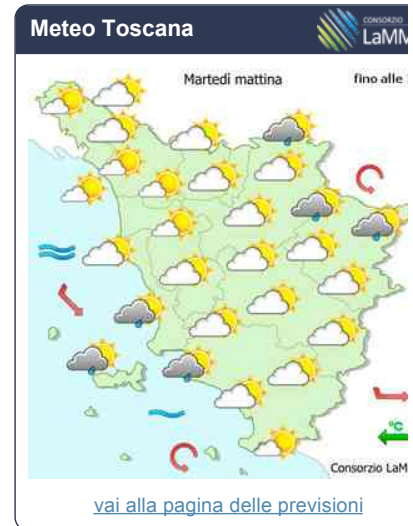 Meteo Toscana
CONSORZIO
LaMM
Martedì mattina
fino alle
°C
Consorzio LaM
vai alla pagina delle previsioni